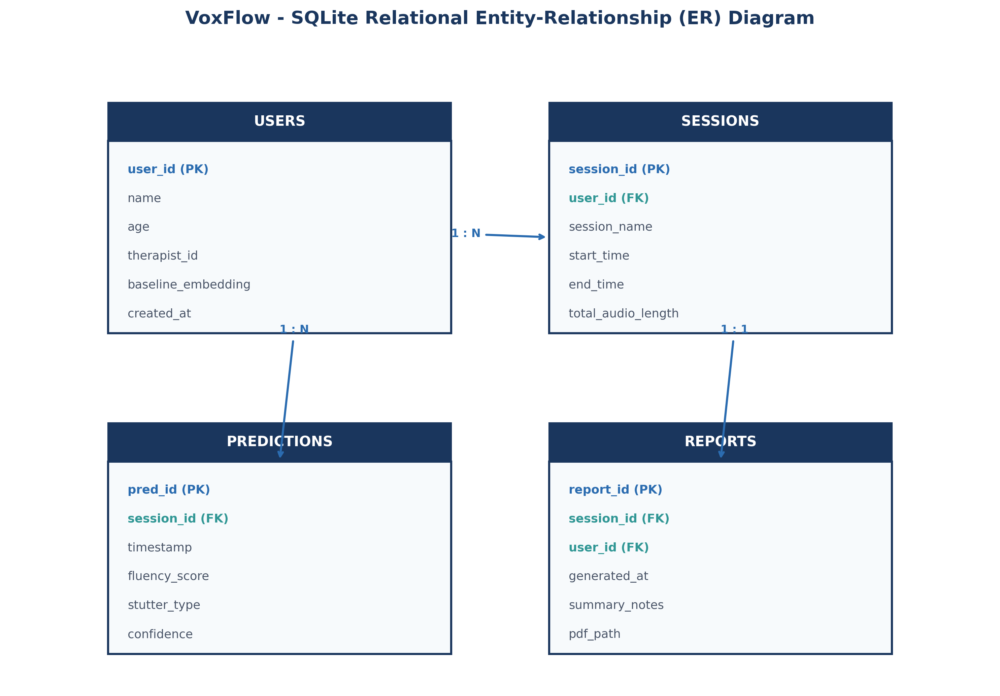 VoxFlow - SQLite Relational Entity-Relationship (ER) Diagram
USERS
user_id (PK)
name
age
therapist_id
baseline_embedding
created_at
1 : N
SESSIONS
session_id (PK)
user_id (FK)
session_name
start_time
end_time
total_audio_length
1 : N
1 : 1
PREDICTIONS
pred_id (PK)
session_id (FK)
timestamp
fluency_score
stutter_type
confidence
REPORTS
report_id (PK)
session_id (FK)
user_id (FK)
generated_at
summary_notes
pdf_path